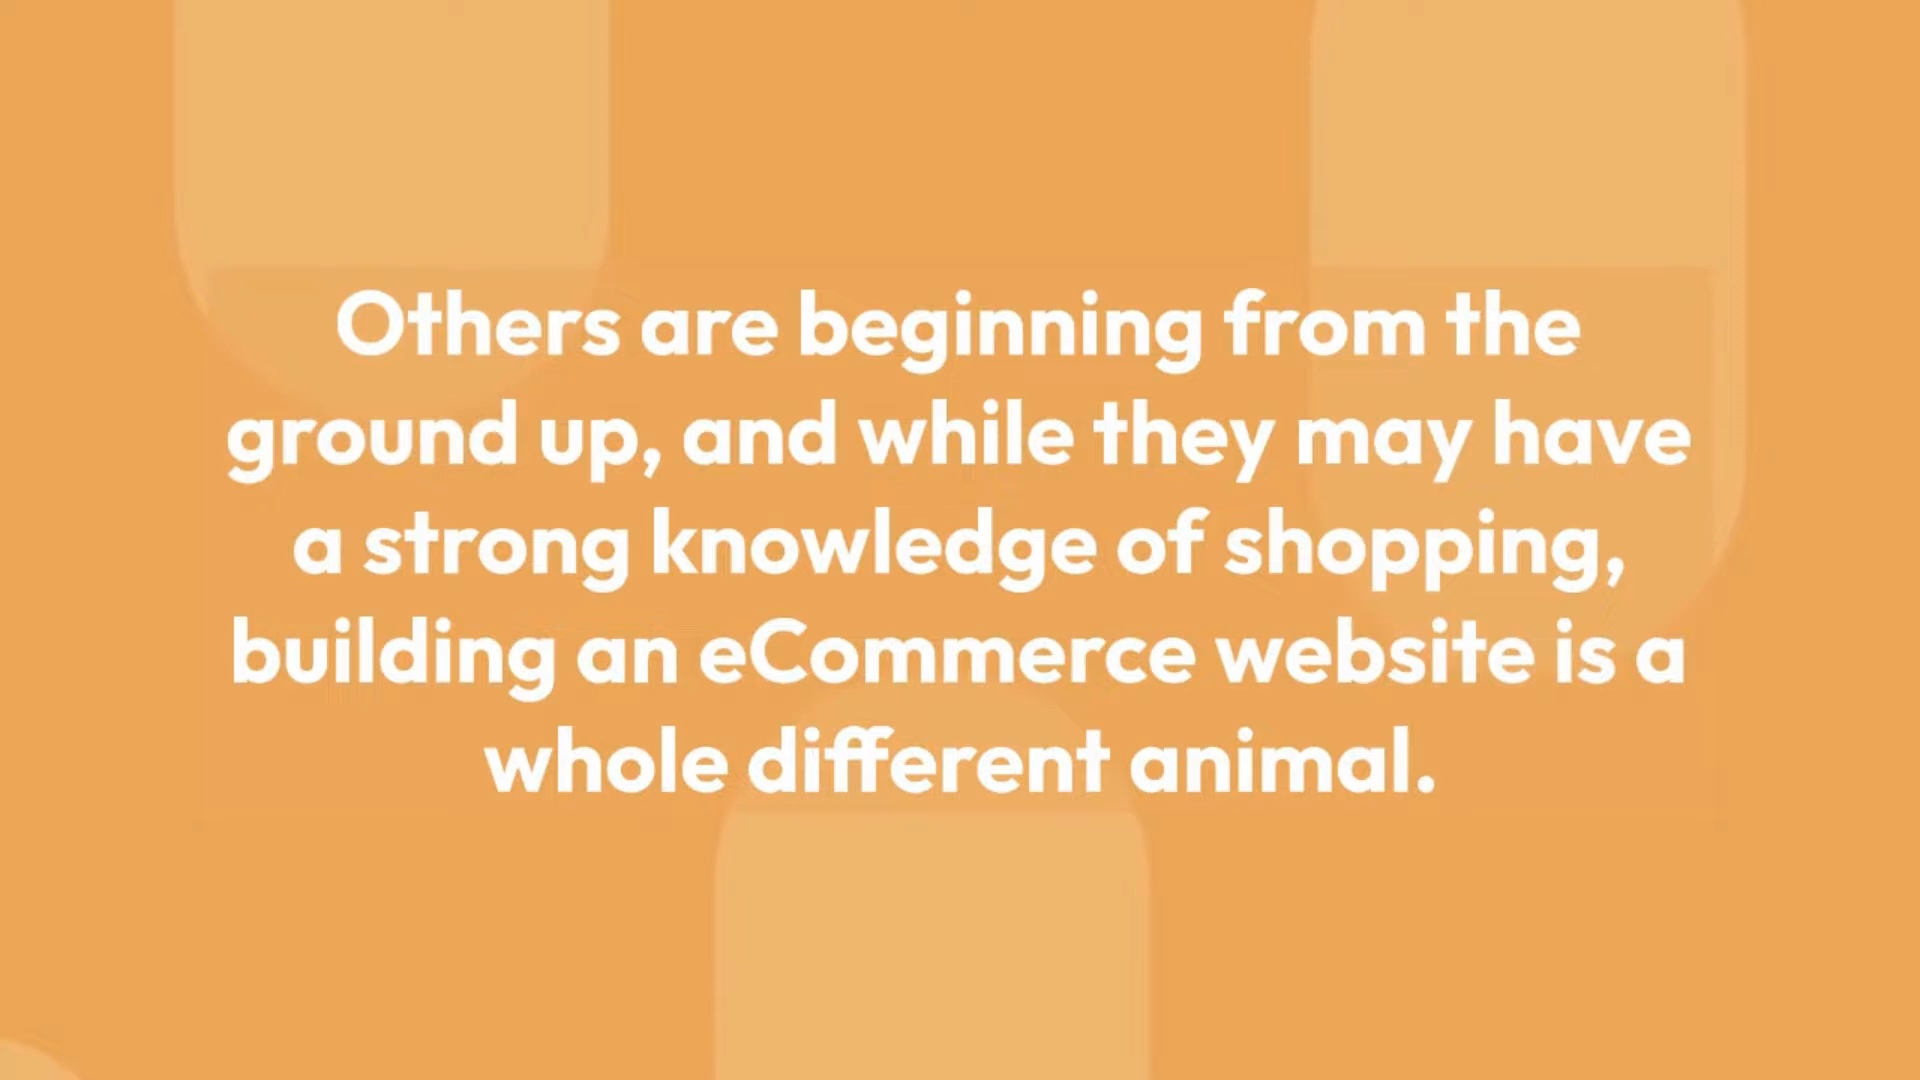 Others are beginning from the
ground up, and while they may have
a strong knowledge of shopping,
building an eCommerce website is a
whole different animal.